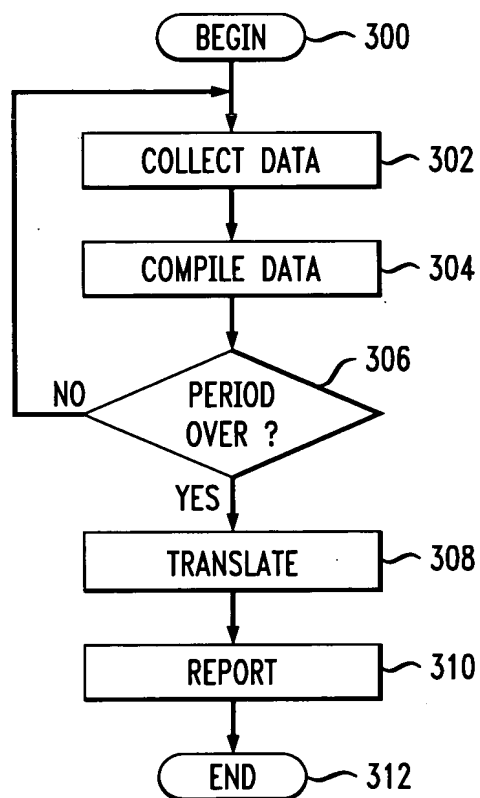 BEGIN 300
COLLECT DATA 302
COMPILE DATA 304
306
NO
PERIOD
OVER ?
YES
TRANSLATE 308
REPORT 310
END 312